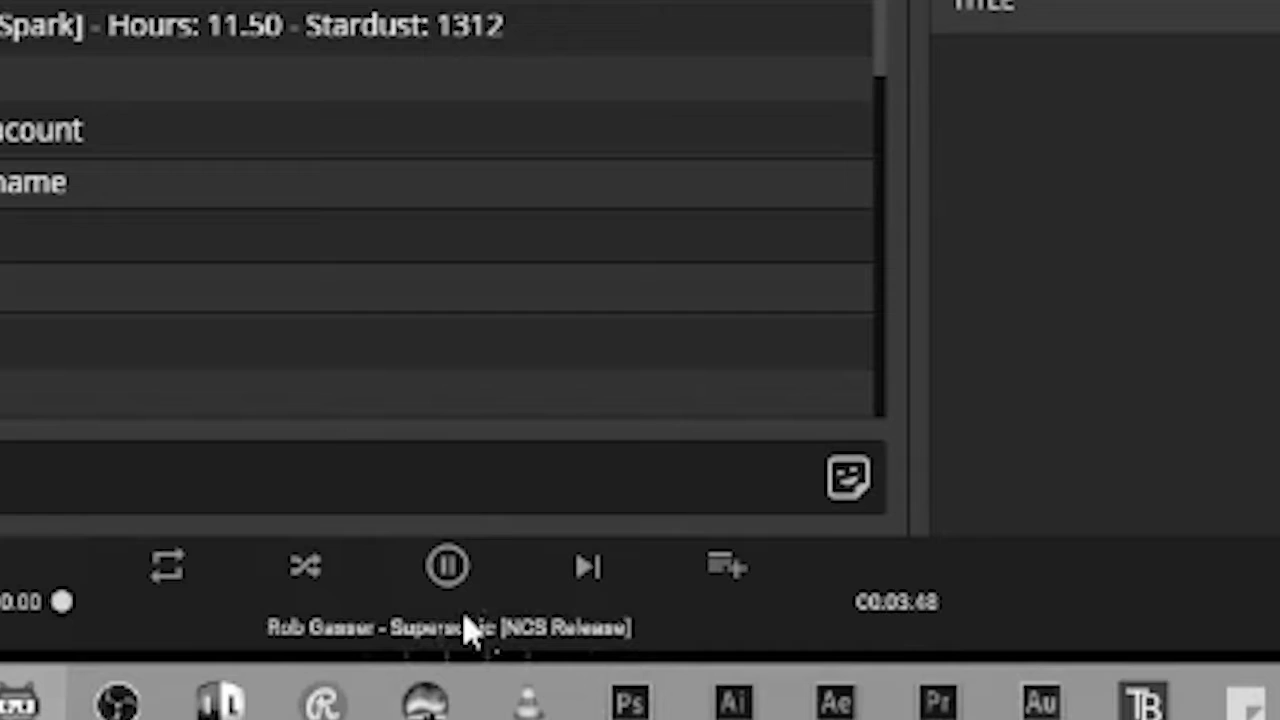 Spark] - Hours: 11.50 - Stardust: 1312
TITLE
count
name
0.00
00:03:48
Rob Gasser - Supersonic [NCS Release]
Ps
Ai
Ae
Pr
Au
TB